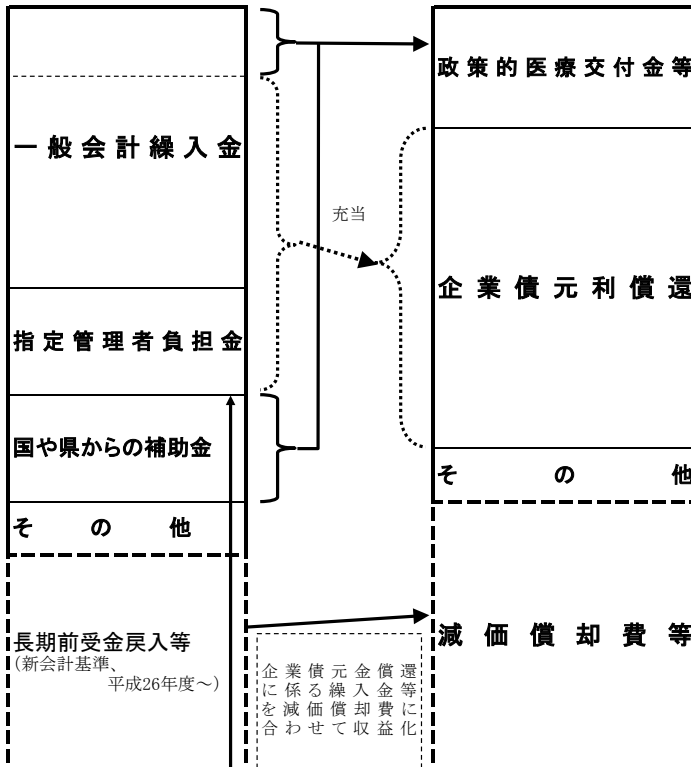 一般会計繰入金
指定管理者負担金
国や県からの補助金
その他
長期前受金戻入等
(新会計基準、
平成26年度～)
充当
企業債元金償還
に係る繰入金等
を減価償却費に
合わせて収益化
政策的医療交付金等
企業債元利償還
その他
減価償却費等